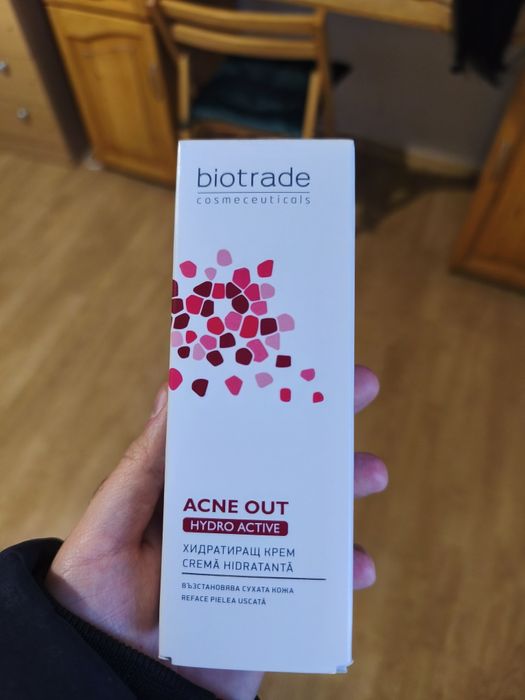 biotrade
cosmeceuticals
ACNE OUT
HYDRO ACTIVE
ХИДРАТИРАЩ КРЕМ
CREMĂ HIDRATANTĂ
ВЪЗСТАНОВЯВА СУХАТА КОЖА
REFACE PIELEA USCATĂ